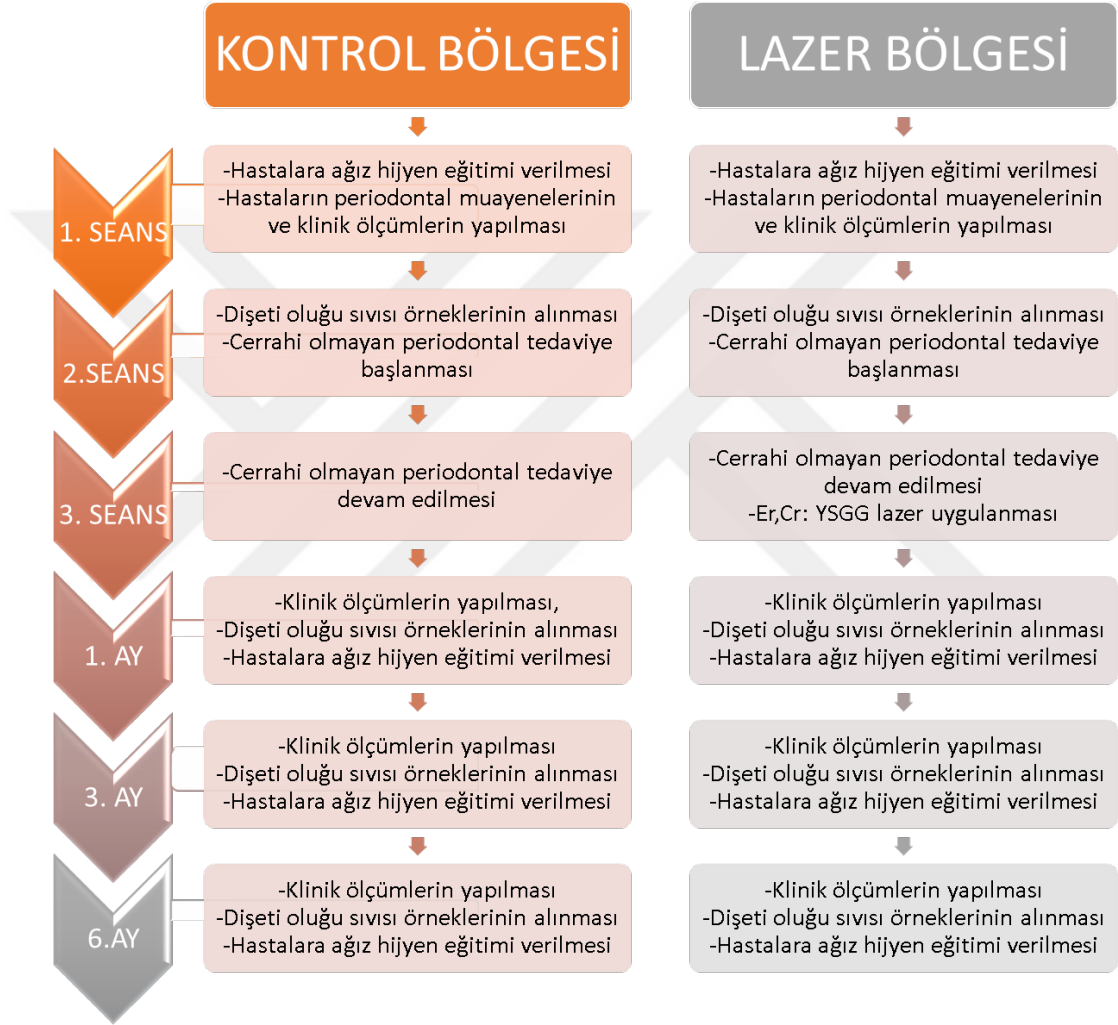 KONTROL BÖLGESİ
LAZER BÖLGESİ
1. SEANS
-Hastalara ağız hijyen eğitimi verilmesi
-Hastaların periodontal muayenelerinin
ve klinik ölçümlerin yapılması
-Hastalara ağız hijyen eğitimi verilmesi
-Hastaların periodontal muayenelerinin
ve klinik ölçümlerin yapılması
2.SEANS
-Dişeti oluğu sıvısı örneklerinin alınması
-Cerrahi olmayan periodontal tedaviye
başlanması
-Dişeti oluğu sıvısı örneklerinin alınması
-Cerrahi olmayan periodontal tedaviye
başlanması
3. SEANS
-Cerrahi olmayan periodontal tedaviye
devam edilmesi
-Cerrahi olmayan periodontal tedaviye
devam edilmesi
-Er,Cr: YSGG lazer uygulanması
1. AY
-Klinik ölçümlerin yapılması,
-Dişeti oluğu sıvısı örneklerinin alınması
-Hastalara ağız hijyen eğitimi verilmesi
-Klinik ölçümlerin yapılması
-Dişeti oluğu sıvısı örneklerinin alınması
-Hastalara ağız hijyen eğitimi verilmesi
3. AY
-Klinik ölçümlerin yapılması
-Dişeti oluğu sıvısı örneklerinin alınması
-Hastalara ağız hijyen eğitimi verilmesi
-Klinik ölçümlerin yapılması
-Dişeti oluğu sıvısı örneklerinin alınması
-Hastalara ağız hijyen eğitimi verilmesi
6.AY
-Klinik ölçümlerin yapılması
-Dişeti oluğu sıvısı örneklerinin alınması
-Hastalara ağız hijyen eğitimi verilmesi
-Klinik ölçümlerin yapılması
-Dişeti oluğu sıvısı örneklerinin alınması
-Hastalara ağız hijyen eğitimi verilmesi